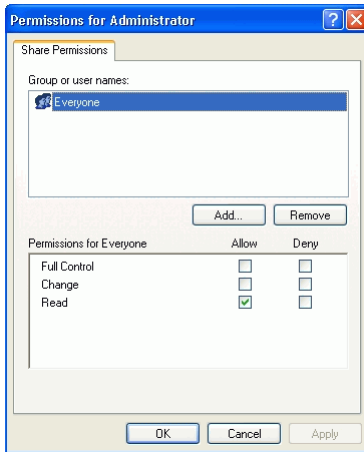 Permissions for Administrator
Share Permissions
Group or user names:
Everyone
Add... Remove
Permissions for Everyone Allow Deny
Full Control
Change
Read
OK Cancel Apply